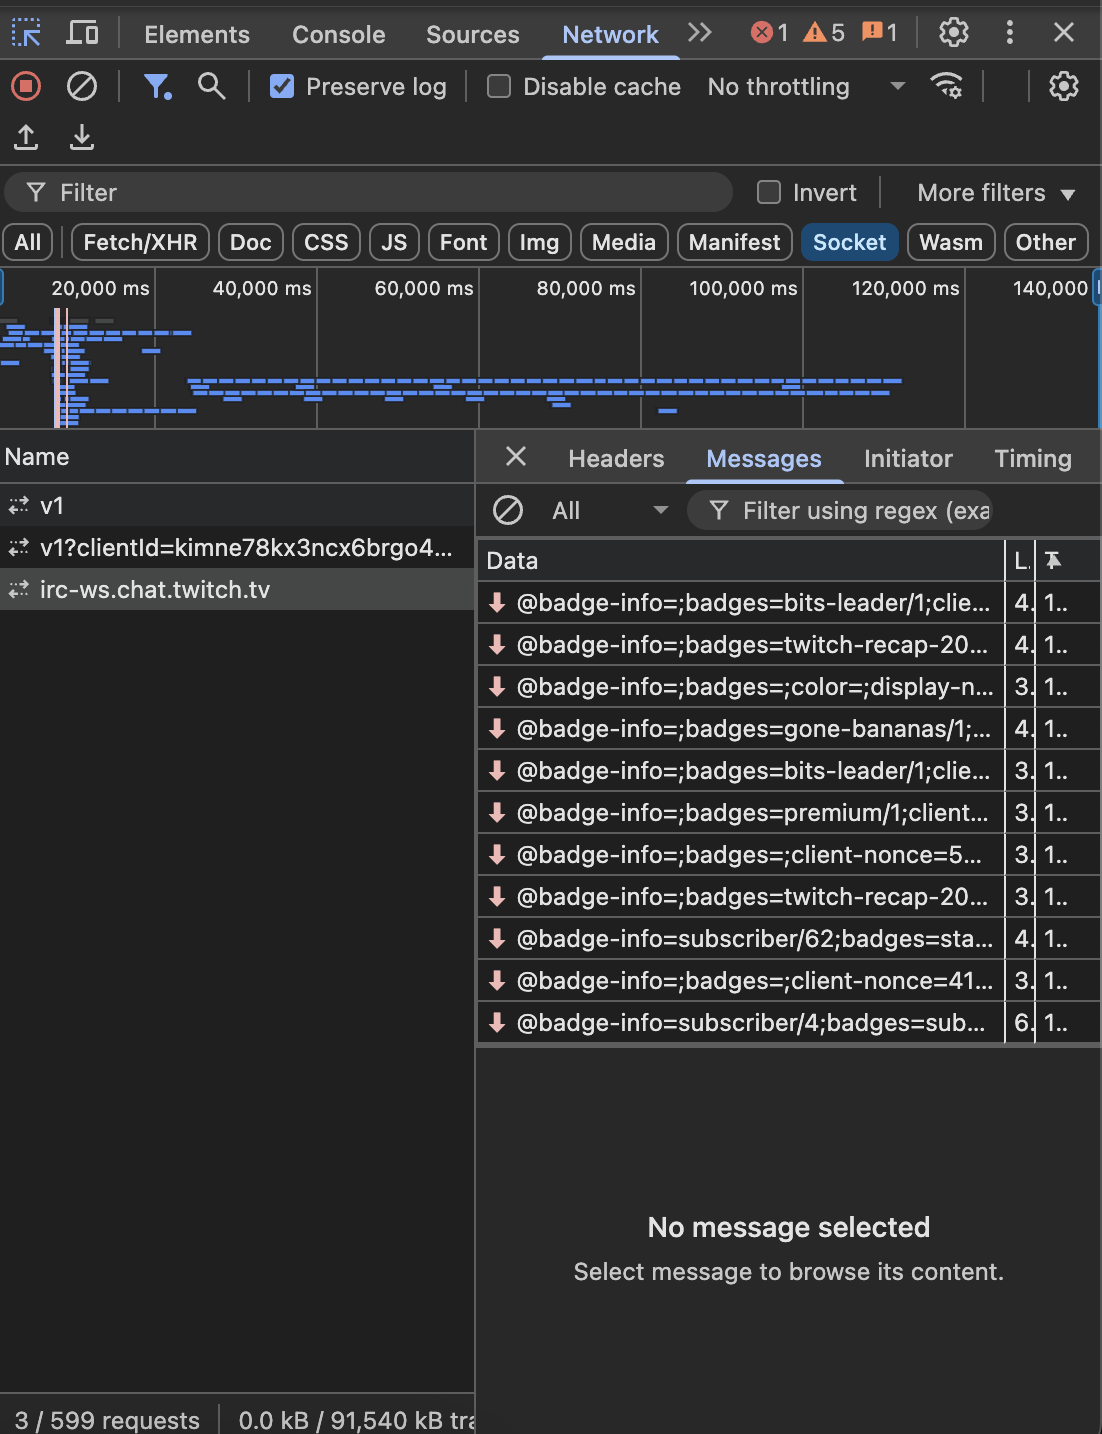 Elements Console Sources Network 1 5 1
Preserve log Disable cache No throttling
Filter Invert More filters
All Fetch/XHR Doc CSS JS Font Img Media Manifest Socket Wasm Other
20,000 ms 40,000 ms 60,000 ms 80,000 ms 100,000 ms 120,000 ms 140,000
Name
v1
v1?clientId=kimne78kx3ncx6brgo4...
irc-ws.chat.twitch.tv
Headers Messages Initiator Timing
All Filter using regex (exa
Data L.
@badge-info=;badges=bits-leader/1;clie... 4. 1..
@badge-info=;badges=twitch-recap-20... 4. 1..
@badge-info=;badges=;color=;display-n... 3. 1..
@badge-info=;badges=gone-bananas/1;... 4. 1..
@badge-info=;badges=bits-leader/1;clie... 3. 1..
@badge-info=;badges=premium/1;client... 3. 1..
@badge-info=;badges=;client-nonce=5... 3. 1..
@badge-info=;badges=twitch-recap-20... 3. 1..
@badge-info=subscriber/62;badges=sta... 4. 1..
@badge-info=;badges=;client-nonce=41... 3. 1..
@badge-info=subscriber/4;badges=sub... 6. 1..
No message selected
Select message to browse its content.
3 / 599 requests 0.0 kB / 91,540 kB tra